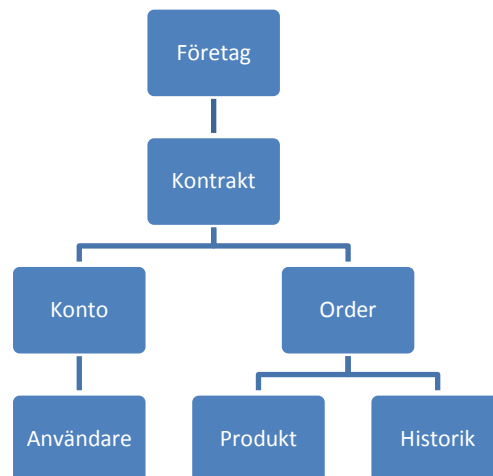 Företag
Kontrakt
Konto
Order
Användare
Produkt
Historik